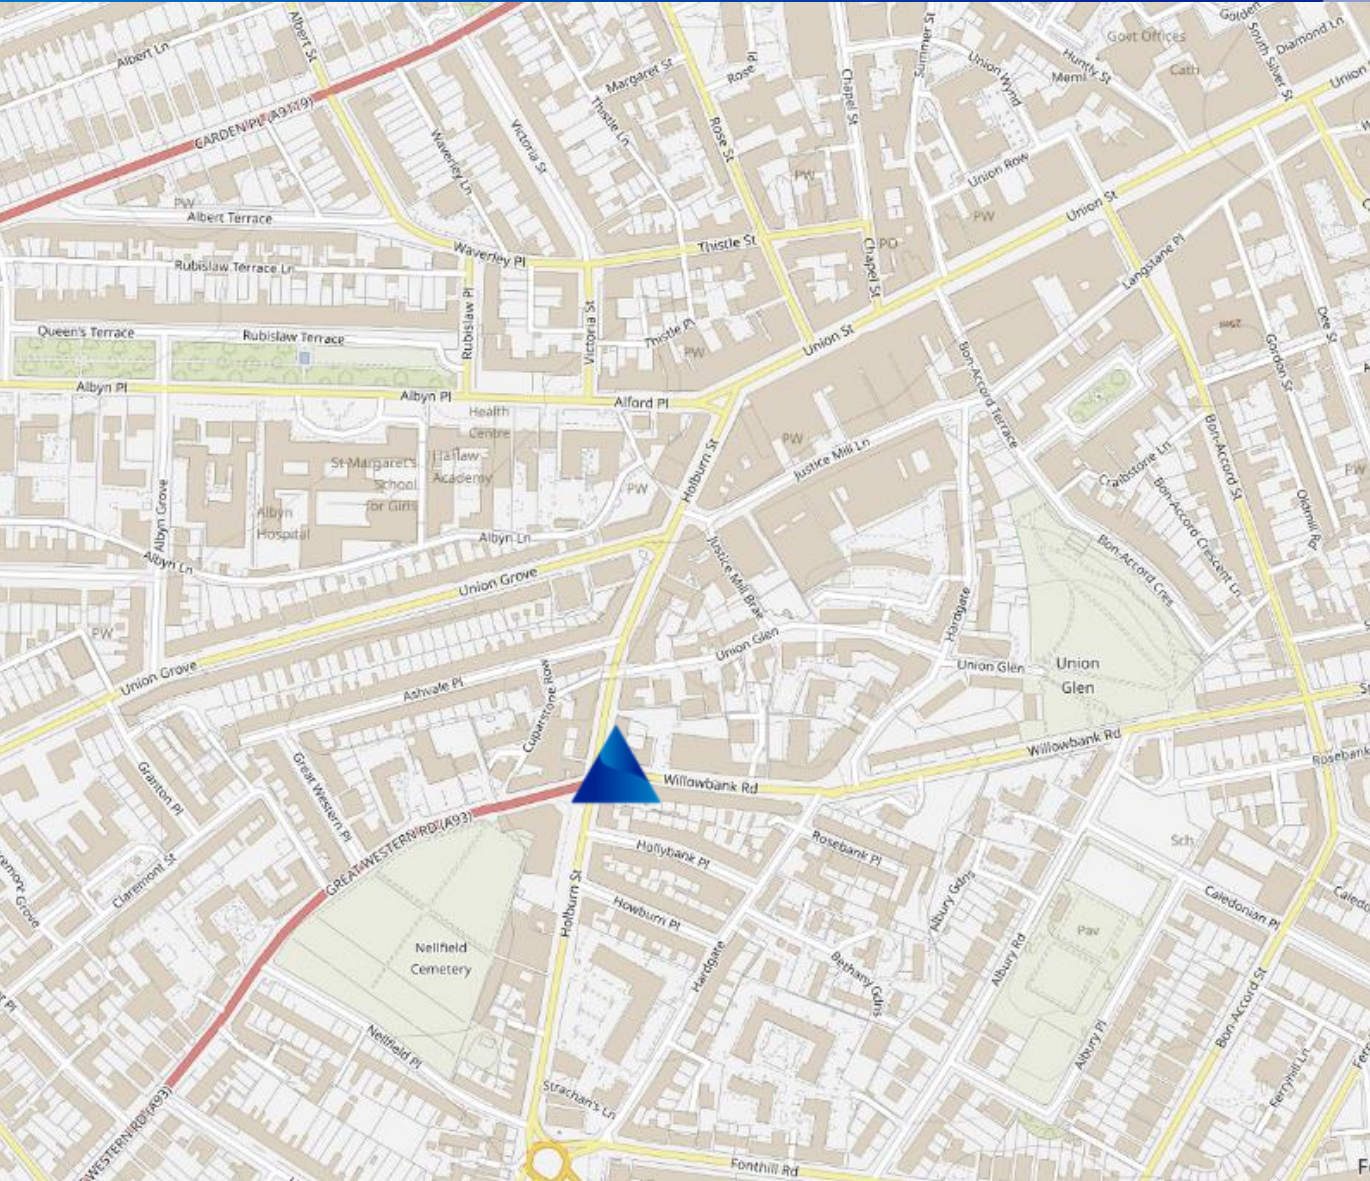 Albert Ln
Albert St
CARDEN PL (A9119)
Waverley Ln
Victoria St
Margaret St
Thistle Ln
Rose St
Rose Pl
Chapel St
Summer St
Union Wynd
Huntly St
Meml
Govt Offices
Cath
Golden
South Silver St
Diamond Ln
Union
PW
Albert Terrace
Waverley Pl
Thistle St
PW
Union Row
PW
Union St
PO
Chapel St
Langstane Pl
Rubislaw Terrace Ln
Queen's Terrace
Rubislaw Terrace
Rubislaw Pl
Victoria St
Thistle Pl
PW
Union St
Bon-Accord Terrace
Gordon St
Dee St
Albyn Pl
Albyn Pl
Alford Pl
Health
Centre
St Margaret's
School
for Girls
Harlaw
Academy
Albyn
Hospital
PW
Holburn St
PW
Justice Mill Ln
Craibstone Ln
Bon-Accord Crescent Ln
Bon-Accord St
Oldmill Rd
PW
Albyn Grove
Albyn Ln
Albyn Ln
Union Grove
Justice Mill Brae
Bon-Accord Cres
Hardgate
Union Glen
Union Glen
Union
Glen
PW
Union Grove
Ashvale Pl
Cuparstone Row
Willowbank Rd
Willowbank Rd
Rosebank
Granton Pl
Great Western Pl
GREAT WESTERN RD (A93)
Claremont St
Hollybank Pl
Rosebank Pl
Sch
Holburn St
Howburn Pl
Hardgate
Albury Gdns
Albury Rd
Pav
Caledonian Pl
Nellfield
Cemetery
Bethany Gdns
Nellfield Pl
Albury Pl
Bon-Accord St
Ferryhill Ln
Strachan's Ln
WESTERN RD (A93)
Fonthill Rd